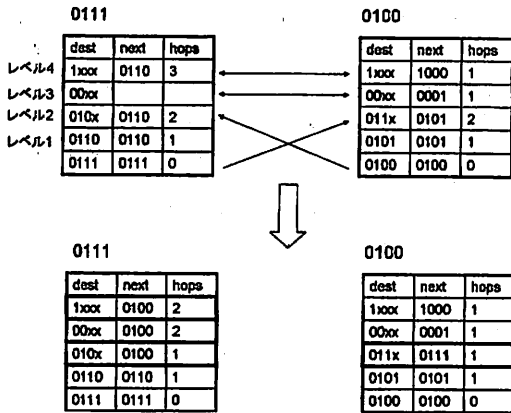 0111
0100
dest next hops
レベル4 1xxx 0110 3
レベル3 00xx
レベル2 010x 0110 2
レベル1 0110 0110 1
0111 0111 0
dest next hops
1xxx 1000 1
00xx 0001 1
011x 0101 2
0101 0101 1
0100 0100 0
0111
0100
dest next hops
1xxx 0100 2
00xx 0100 2
010x 0100 1
0110 0110 1
0111 0111 0
dest next hops
1xxx 1000 1
00xx 0001 1
011x 0111 1
0101 0101 1
0100 0100 0